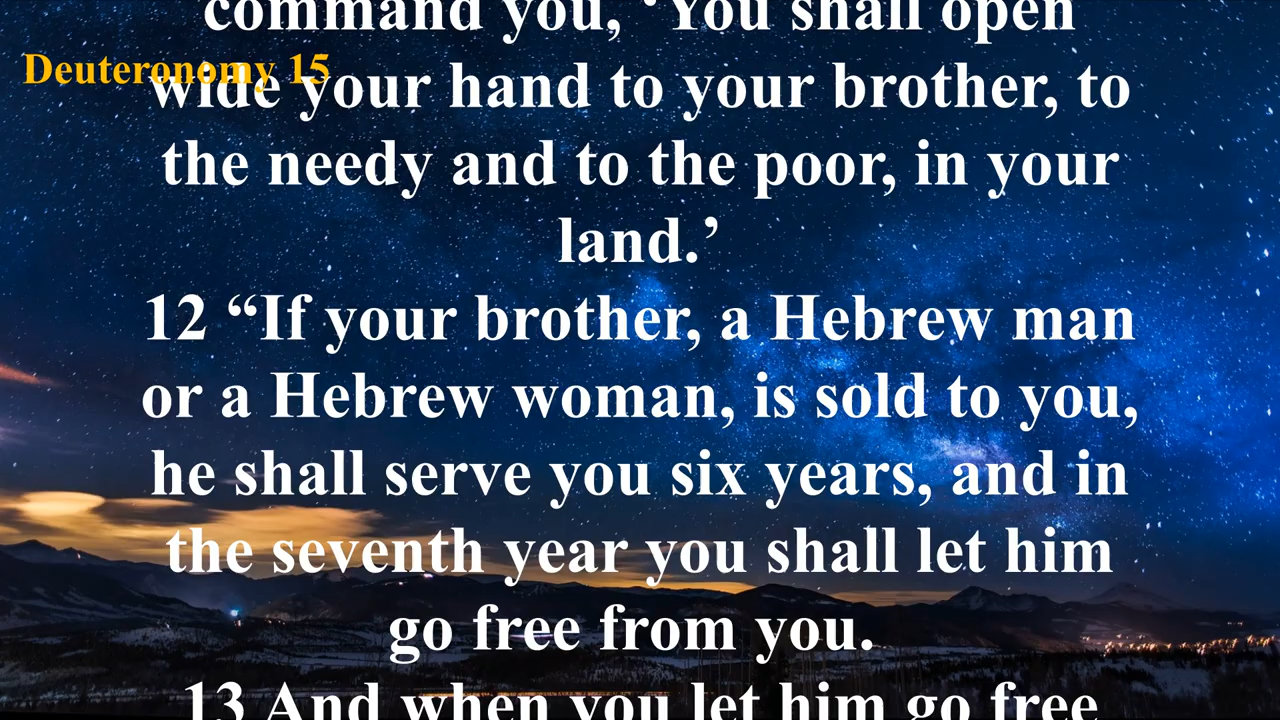 command you, ‘You shall open
Deuteronomy 15
wide your hand to your brother, to
the needy and to the poor, in your
land.’
12 “If your brother, a Hebrew man
or a Hebrew woman, is sold to you,
he shall serve you six years, and in
the seventh year you shall let him
go free from you.
13 And when you let him go free